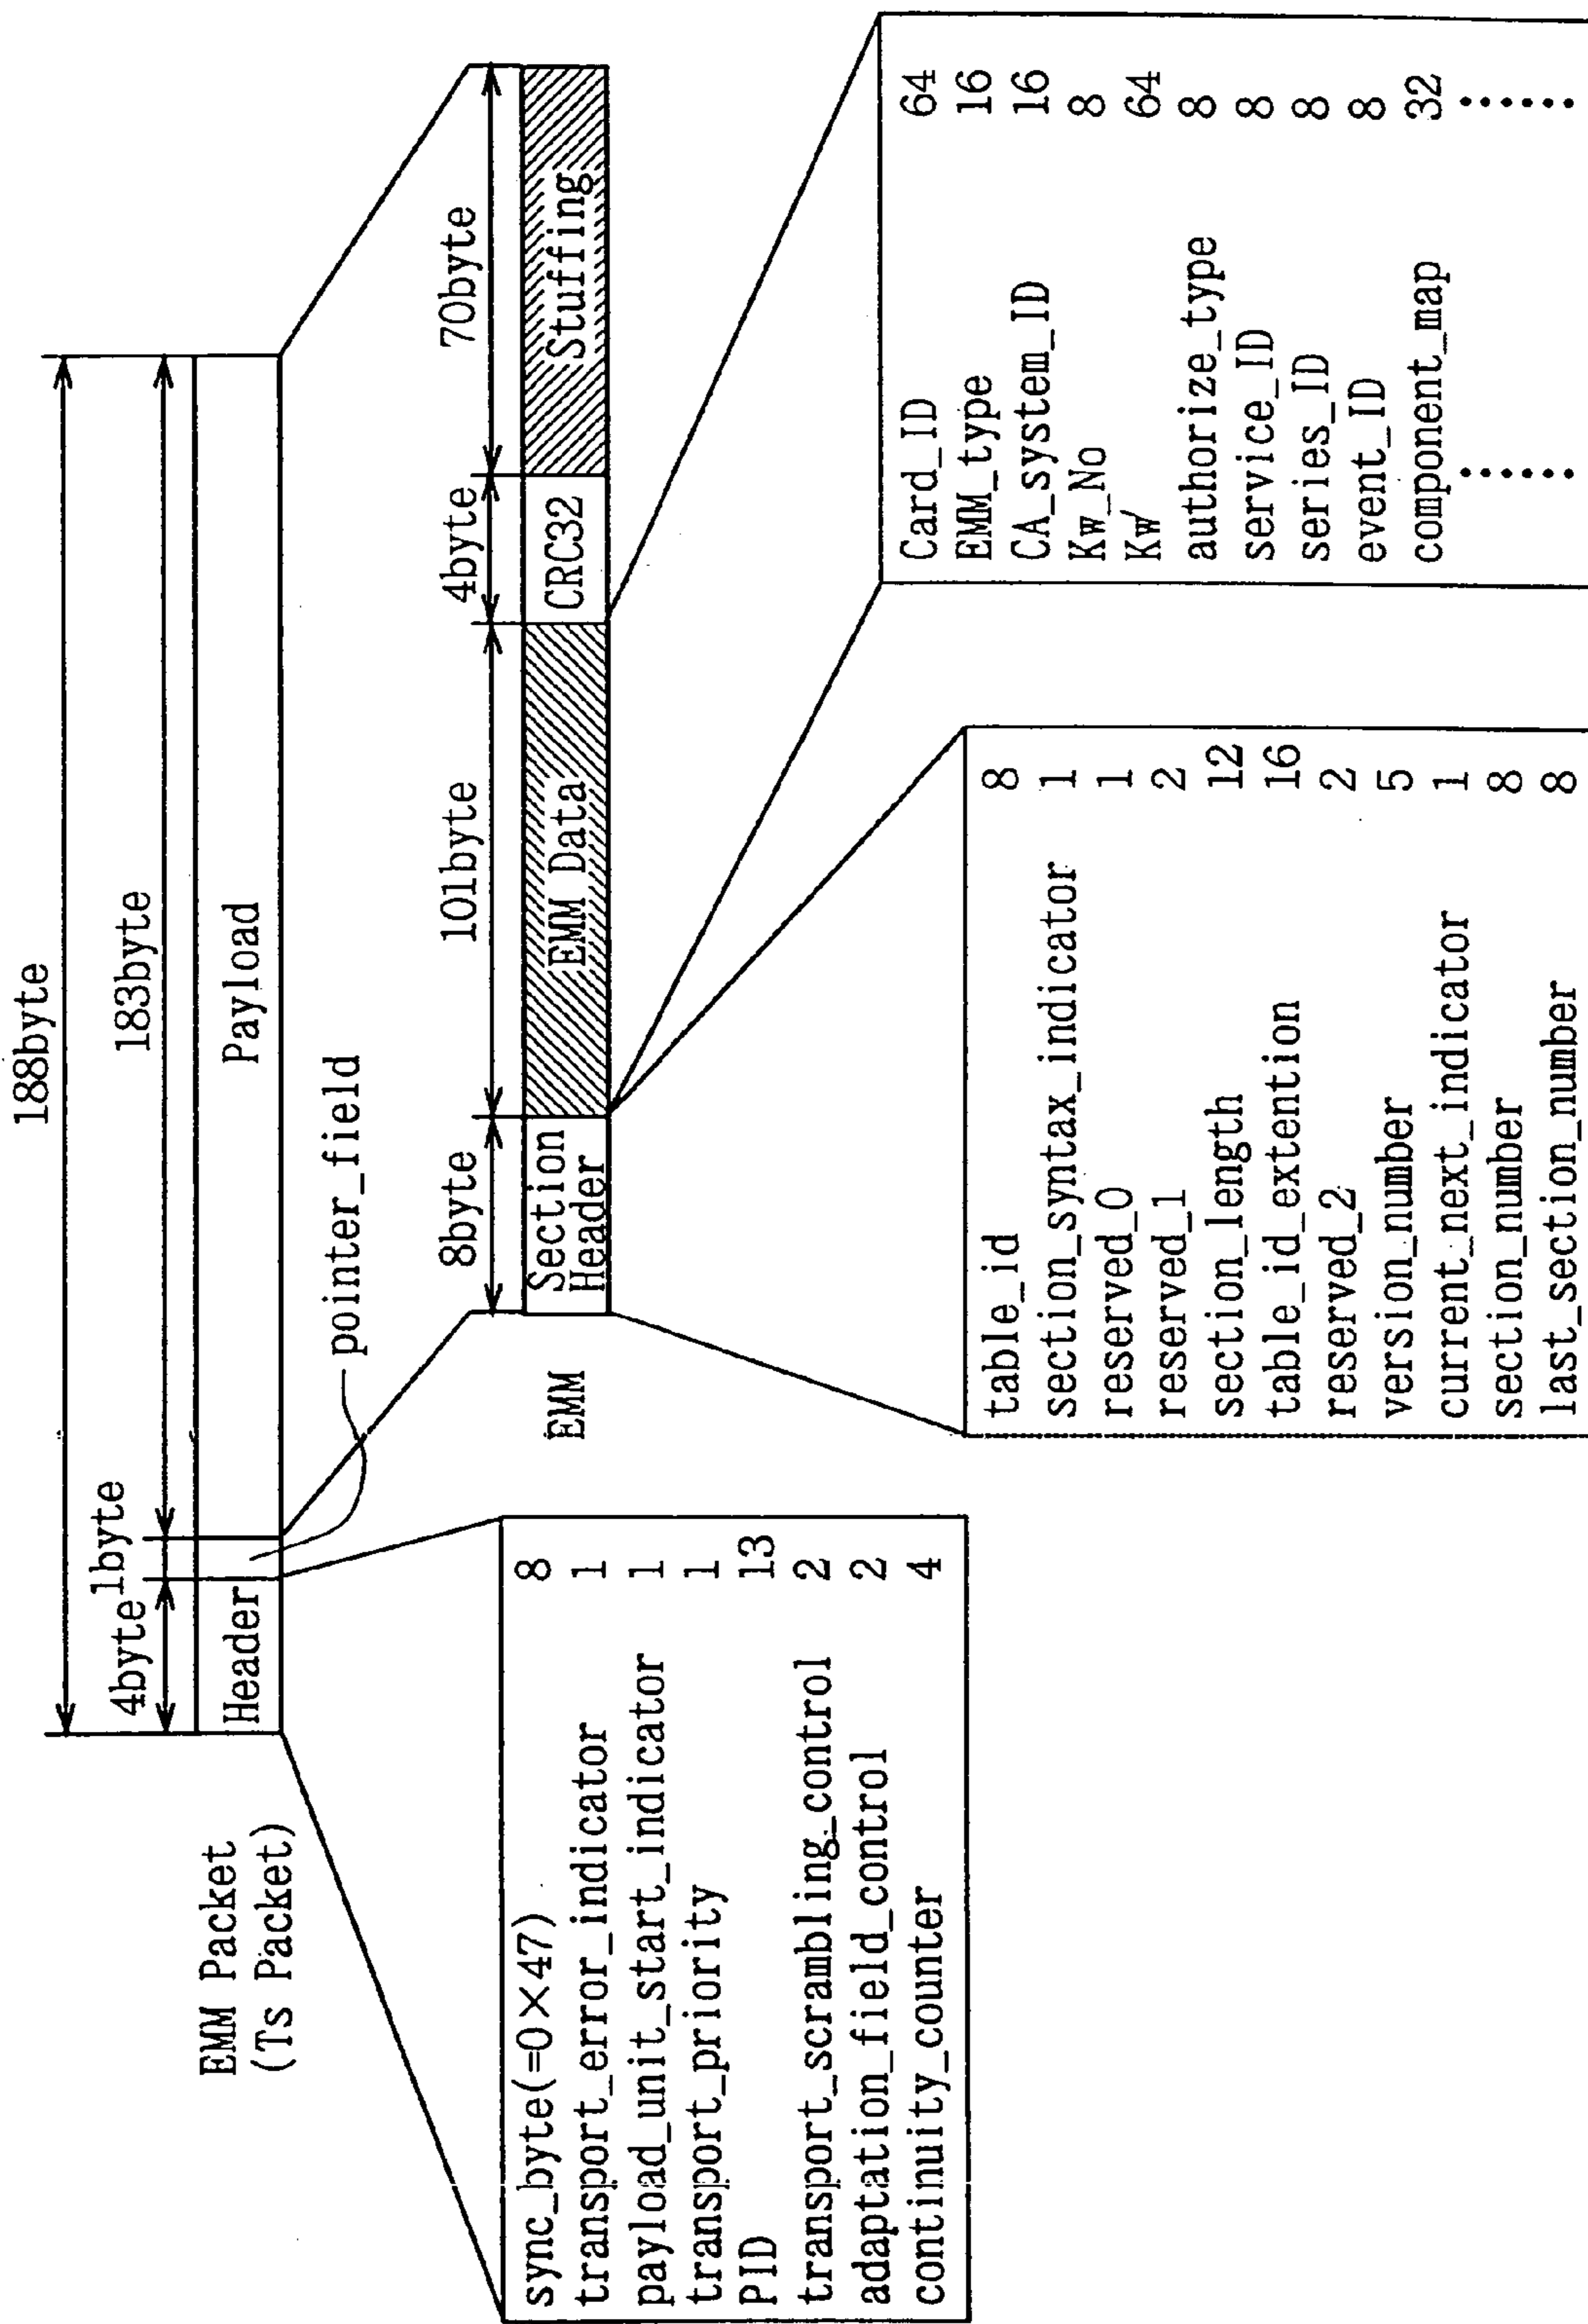 188byte
4byte 1byte 183byte
EMM Packet
(Ts Packet)
Header
Payload
pointer_field
8byte 101byte 4byte 70byte
EMM
Section
Header
EMM Data
CRC32
Stuffing
sync_byte(=0×47) 8
transport_error_indicator 1
payload_unit_start_indicator 1
transport_priority 1
PID 13
transport_scrambling_control 2
adaptation_field_control 2
continuity_counter 4
table_id 8
section_syntax_indicator 1
reserved_0 1
reserved_1 2
section_length 12
table_id_extention 16
reserved_2 2
version_number 5
current_next_indicator 1
section_number 8
last_section_number 8
Card_ID 64
EMM_type 16
CA_system_ID 16
Kw_No 8
Kw′ 64
authorize_type 8
service_ID 8
series_ID 8
event_ID 8
component_map 32
...... ......